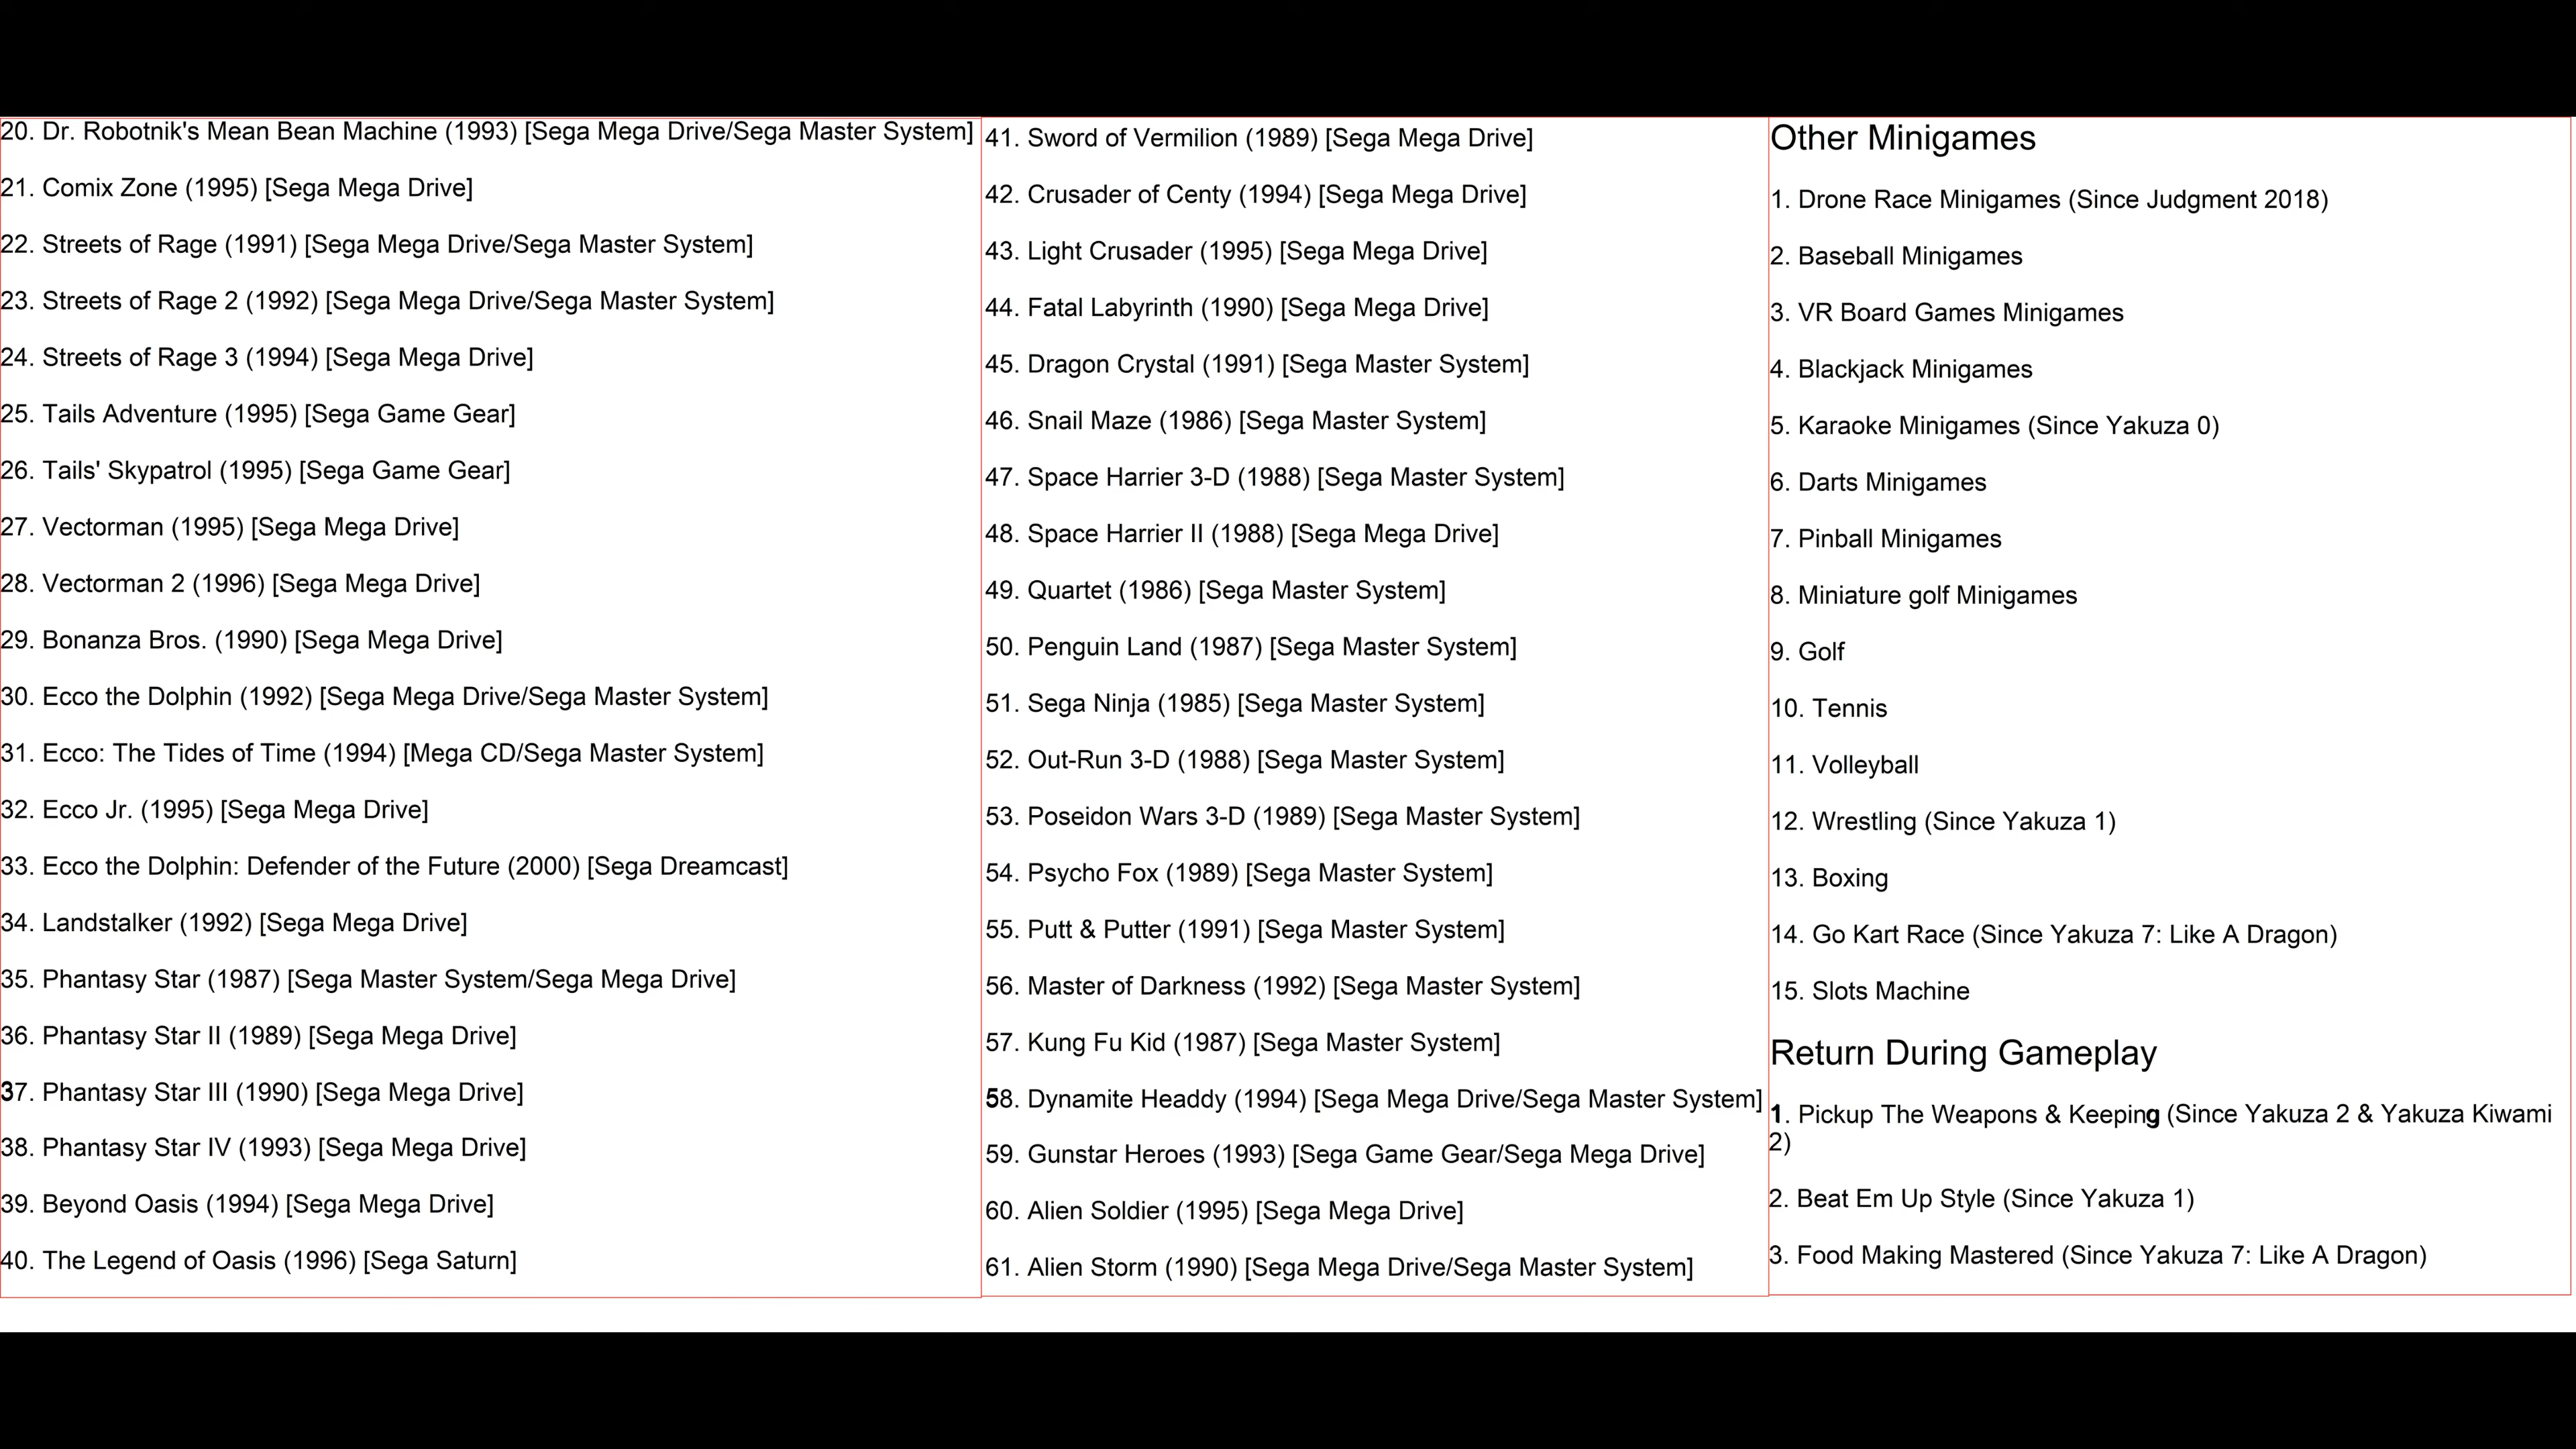 20. Dr. Robotnik's Mean Bean Machine (1993) [Sega Mega Drive/Sega Master System]
21. Comix Zone (1995) [Sega Mega Drive]
22. Streets of Rage (1991) [Sega Mega Drive/Sega Master System]
23. Streets of Rage 2 (1992) [Sega Mega Drive/Sega Master System]
24. Streets of Rage 3 (1994) [Sega Mega Drive]
25. Tails Adventure (1995) [Sega Game Gear]
26. Tails' Skypatrol (1995) [Sega Game Gear]
27. Vectorman (1995) [Sega Mega Drive]
28. Vectorman 2 (1996) [Sega Mega Drive]
29. Bonanza Bros. (1990) [Sega Mega Drive]
30. Ecco the Dolphin (1992) [Sega Mega Drive/Sega Master System]
31. Ecco: The Tides of Time (1994) [Mega CD/Sega Master System]
32. Ecco Jr. (1995) [Sega Mega Drive]
33. Ecco the Dolphin: Defender of the Future (2000) [Sega Dreamcast]
34. Landstalker (1992) [Sega Mega Drive]
35. Phantasy Star (1987) [Sega Master System/Sega Mega Drive]
36. Phantasy Star II (1989) [Sega Mega Drive]
37. Phantasy Star III (1990) [Sega Mega Drive]
38. Phantasy Star IV (1993) [Sega Mega Drive]
39. Beyond Oasis (1994) [Sega Mega Drive]
40. The Legend of Oasis (1996) [Sega Saturn]
41. Sword of Vermilion (1989) [Sega Mega Drive]
42. Crusader of Centy (1994) [Sega Mega Drive]
43. Light Crusader (1995) [Sega Mega Drive]
44. Fatal Labyrinth (1990) [Sega Mega Drive]
45. Dragon Crystal (1991) [Sega Master System]
46. Snail Maze (1986) [Sega Master System]
47. Space Harrier 3-D (1988) [Sega Master System]
48. Space Harrier II (1988) [Sega Mega Drive]
49. Quartet (1986) [Sega Master System]
50. Penguin Land (1987) [Sega Master System]
51. Sega Ninja (1985) [Sega Master System]
52. Out-Run 3-D (1988) [Sega Master System]
53. Poseidon Wars 3-D (1989) [Sega Master System]
54. Psycho Fox (1989) [Sega Master System]
55. Putt & Putter (1991) [Sega Master System]
56. Master of Darkness (1992) [Sega Master System]
57. Kung Fu Kid (1987) [Sega Master System]
58. Dynamite Headdy (1994) [Sega Mega Drive/Sega Master System]
59. Gunstar Heroes (1993) [Sega Game Gear/Sega Mega Drive]
60. Alien Soldier (1995) [Sega Mega Drive]
61. Alien Storm (1990) [Sega Mega Drive/Sega Master System]
Other Minigames
1. Drone Race Minigames (Since Judgment 2018)
2. Baseball Minigames
3. VR Board Games Minigames
4. Blackjack Minigames
5. Karaoke Minigames (Since Yakuza 0)
6. Darts Minigames
7. Pinball Minigames
8. Miniature golf Minigames
9. Golf
10. Tennis
11. Volleyball
12. Wrestling (Since Yakuza 1)
13. Boxing
14. Go Kart Race (Since Yakuza 7: Like A Dragon)
15. Slots Machine
Return During Gameplay
1. Pickup The Weapons & Keeping (Since Yakuza 2 & Yakuza Kiwami
2)
2. Beat Em Up Style (Since Yakuza 1)
3. Food Making Mastered (Since Yakuza 7: Like A Dragon)